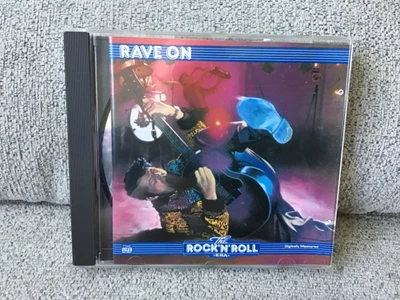 RAVE ON
The
ROCK'N'ROLL
•ERA•
Digitally Remastered